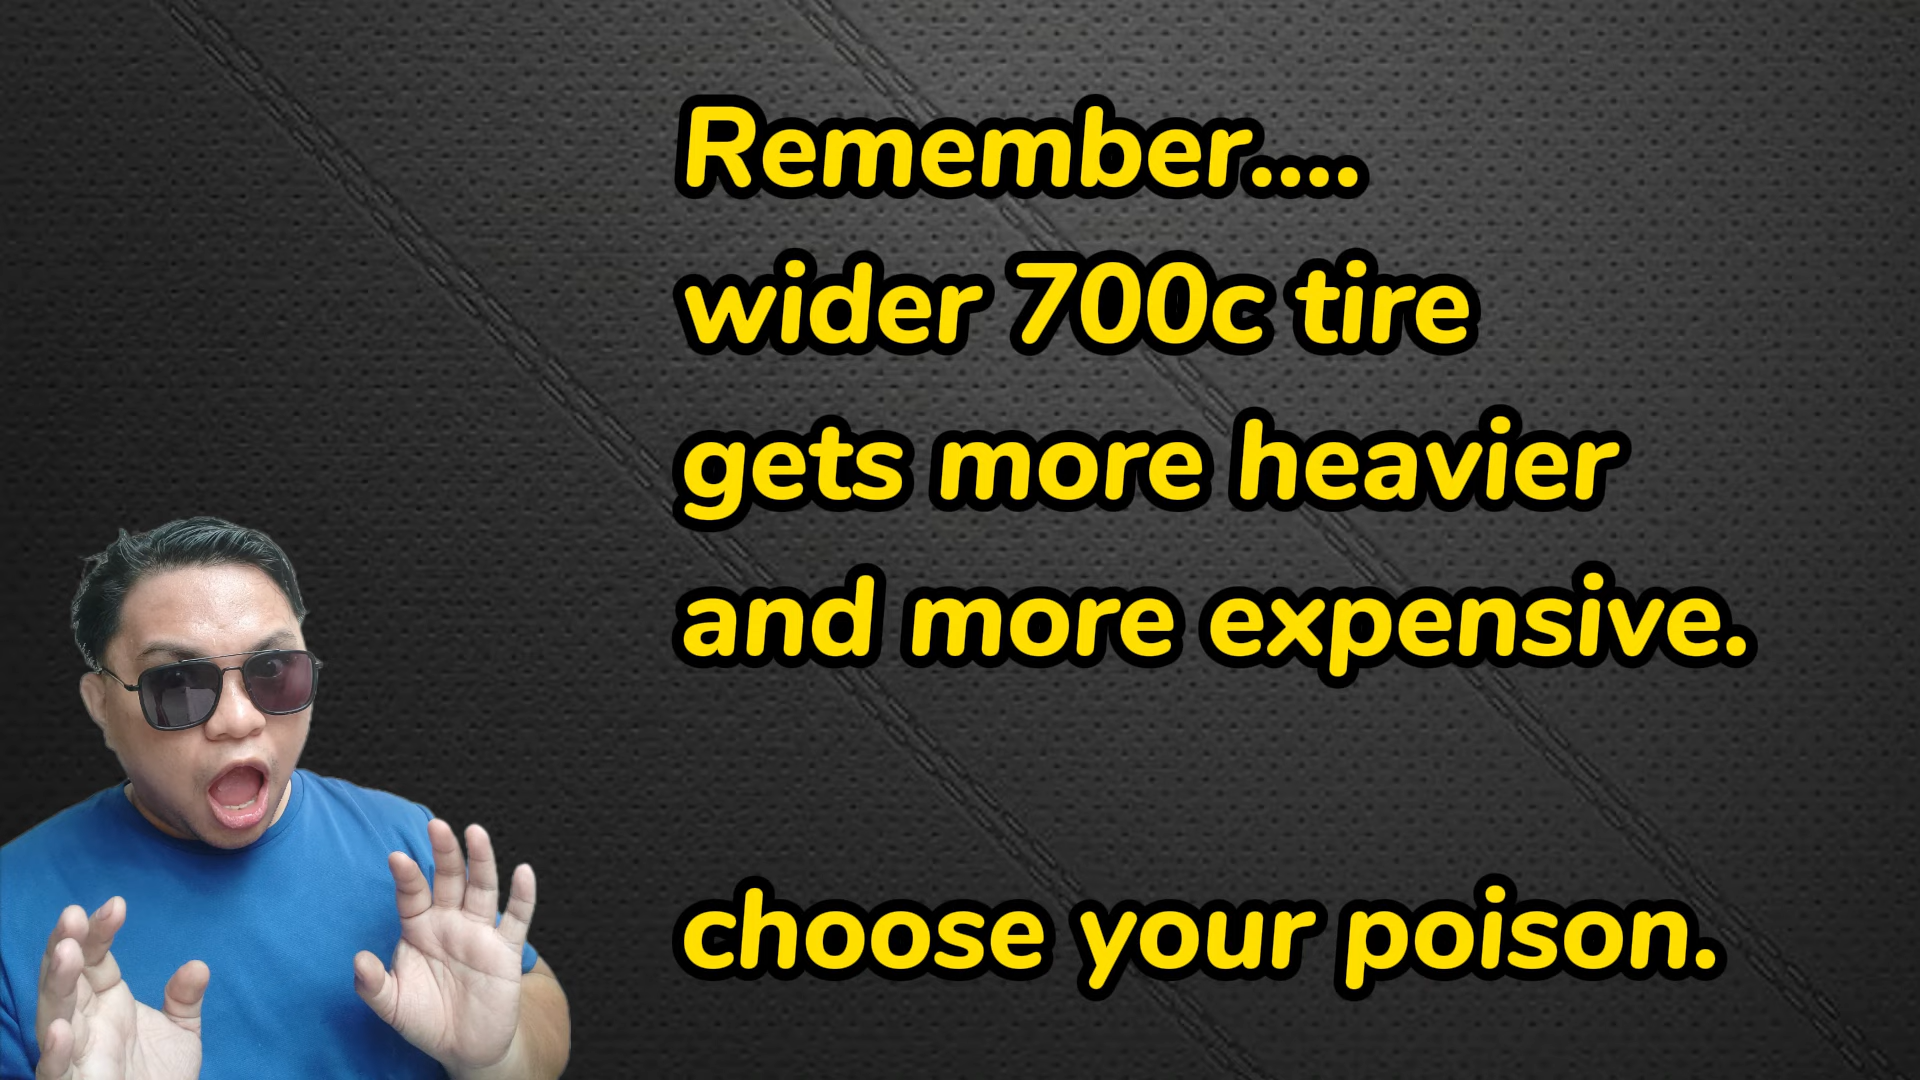 Remember....
wider 700c tire
gets more heavier
and more expensive.
choose your poison.